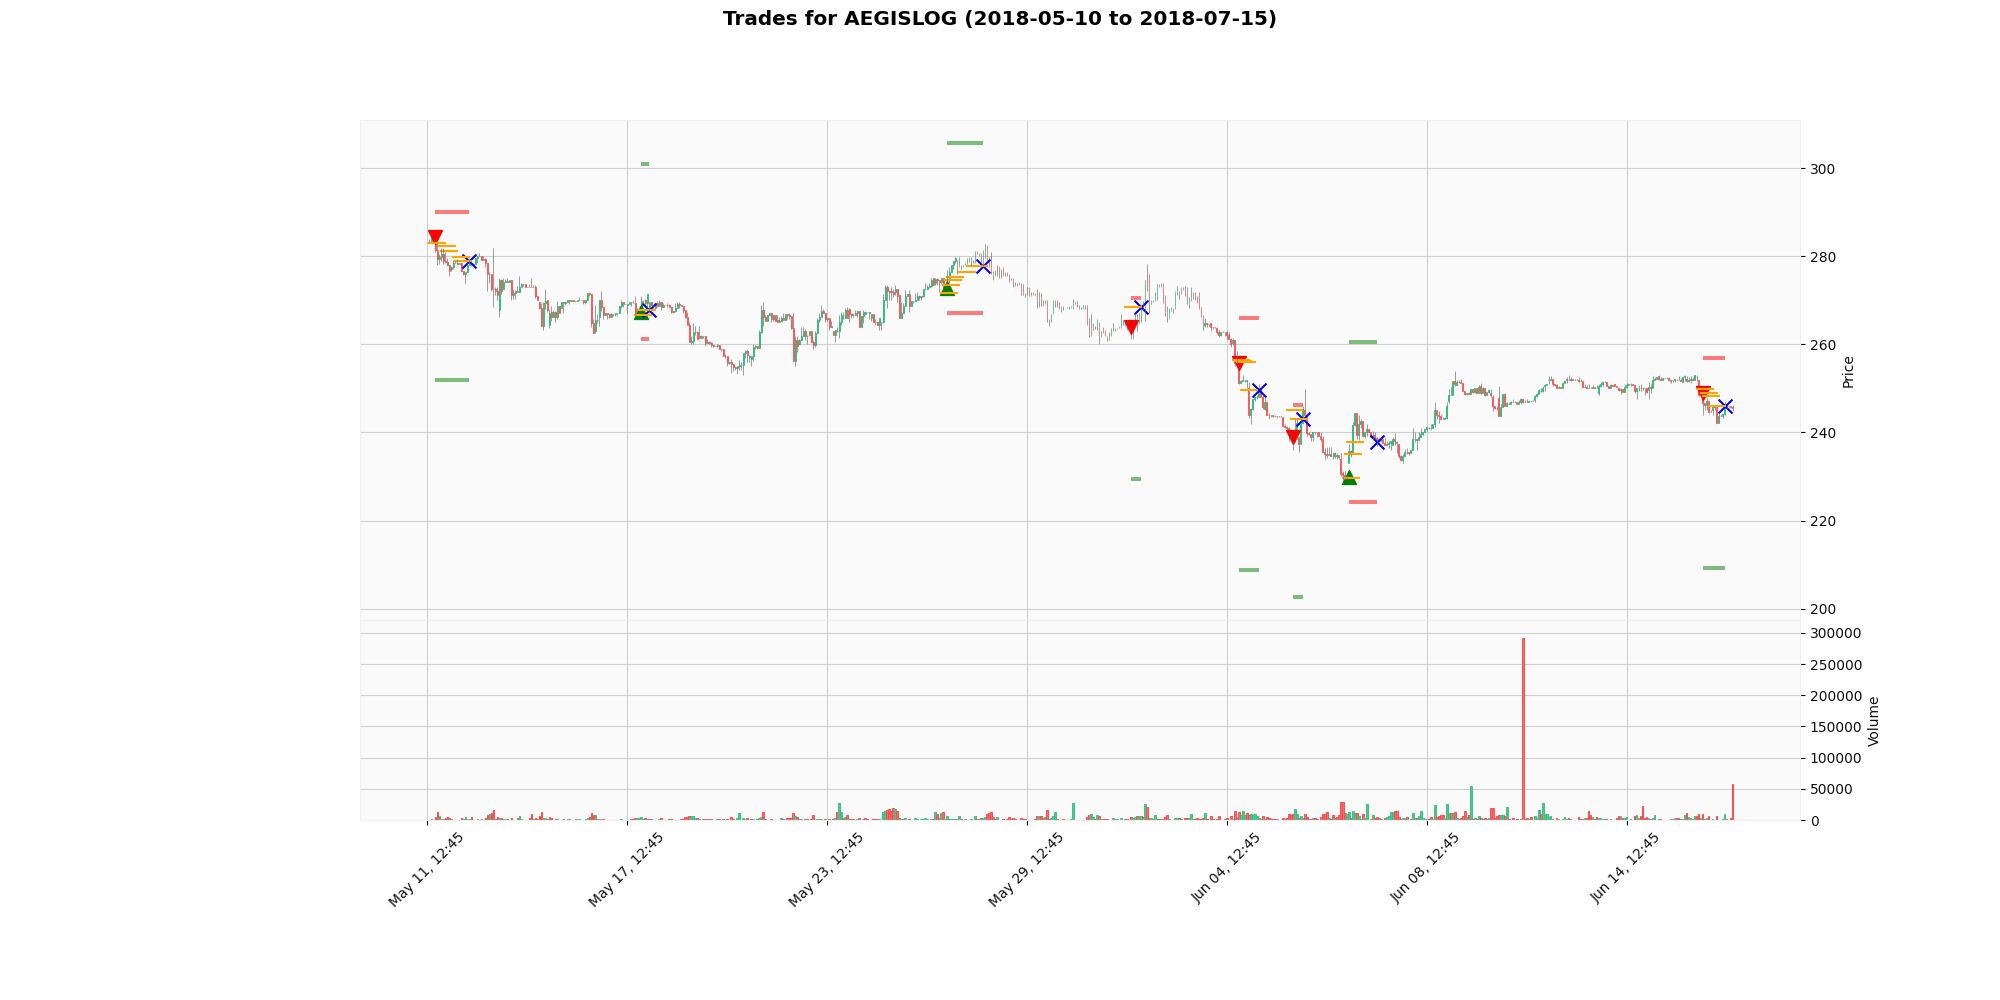 Trades for AEGISLOG (2018-05-10 to 2018-07-15)
300
280
260
240
220
200
Price
300000
250000
200000
150000
100000
50000
0
Volume
May 11, 12:45
May 17, 12:45
May 23, 12:45
May 29, 12:45
Jun 04, 12:45
Jun 08, 12:45
Jun 14, 12:45